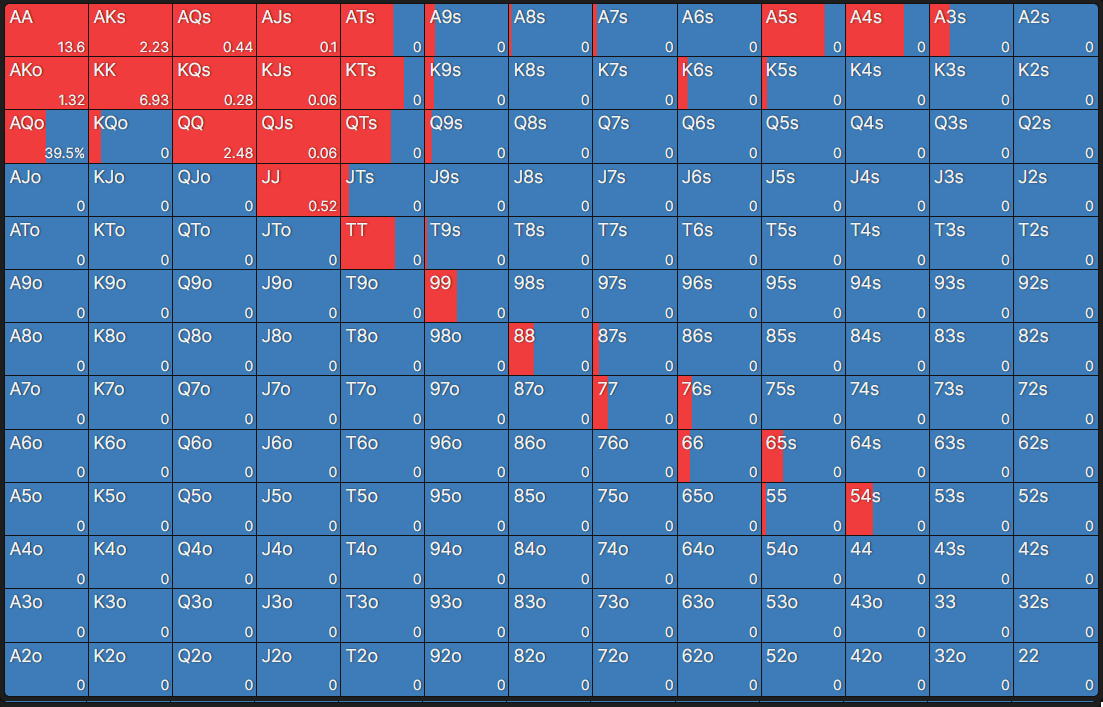 AA AKs AQs AJs ATs A9s A8s A7s A6s A5s A4s A3s A2s
13.6 2.23 0.44 0.1 0 0 0 0 0 0 0 0 0
AKo KK KQs KJs KTs K9s K8s K7s K6s K5s K4s K3s K2s
1.32 6.93 0.28 0.06 0 0 0 0 0 0 0 0 0
AQo KQo QQ QJs QTs Q9s Q8s Q7s Q6s Q5s Q4s Q3s Q2s
39.5% 0 2.48 0.06 0 0 0 0 0 0 0 0 0
AJo KJo QJo JJ JTs J9s J8s J7s J6s J5s J4s J3s J2s
0 0 0 0.52 0 0 0 0 0 0 0 0 0
ATo KTo QTo JTo TT T9s T8s T7s T6s T5s T4s T3s T2s
0 0 0 0 0 0 0 0 0 0 0 0 0
A9o K9o Q9o J9o T9o 99 98s 97s 96s 95s 94s 93s 92s
0 0 0 0 0 0 0 0 0 0 0 0 0
A8o K8o Q8o J8o T8o 98o 88 87s 86s 85s 84s 83s 82s
0 0 0 0 0 0 0 0 0 0 0 0 0
A7o K7o Q7o J7o T7o 97o 87o 77 76s 75s 74s 73s 72s
0 0 0 0 0 0 0 0 0 0 0 0 0
A6o K6o Q6o J6o T6o 96o 86o 76o 66 65s 64s 63s 62s
0 0 0 0 0 0 0 0 0 0 0 0 0
A5o K5o Q5o J5o T5o 95o 85o 75o 65o 55 54s 53s 52s
0 0 0 0 0 0 0 0 0 0 0 0 0
A4o K4o Q4o J4o T4o 94o 84o 74o 64o 54o 44 43s 42s
0 0 0 0 0 0 0 0 0 0 0 0 0
A3o K3o Q3o J3o T3o 93o 83o 73o 63o 53o 43o 33 32s
0 0 0 0 0 0 0 0 0 0 0 0 0
A2o K2o Q2o J2o T2o 92o 82o 72o 62o 52o 42o 32o 22
0 0 0 0 0 0 0 0 0 0 0 0 0